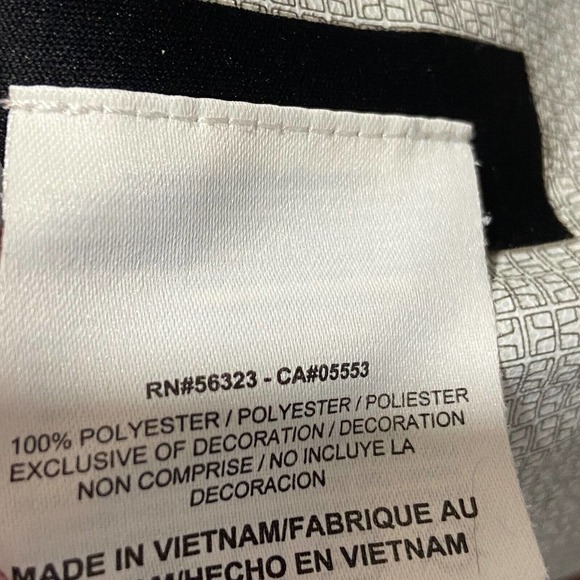 RN#56323 - CA#05553
100% POLYESTER / POLYESTER / POLIESTER
EXCLUSIVE OF DECORATION / DECORATION
NON COMPRISE / NO INCLUYE LA
DECORACION
MADE IN VIETNAM/FABRIQUE AU
/HECHO EN VIETNAM